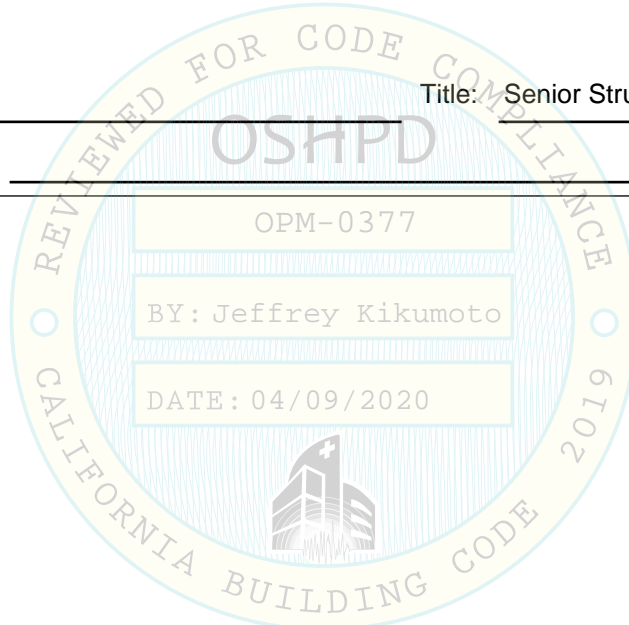 REVIEWED FOR CODE COMPLIANCE
Title: Senior Stru
OSHPD
OPM-0377
BY: Jeffrey Kikumoto
DATE: 04/09/2020
CALIFORNIA BUILDING CODE 2019